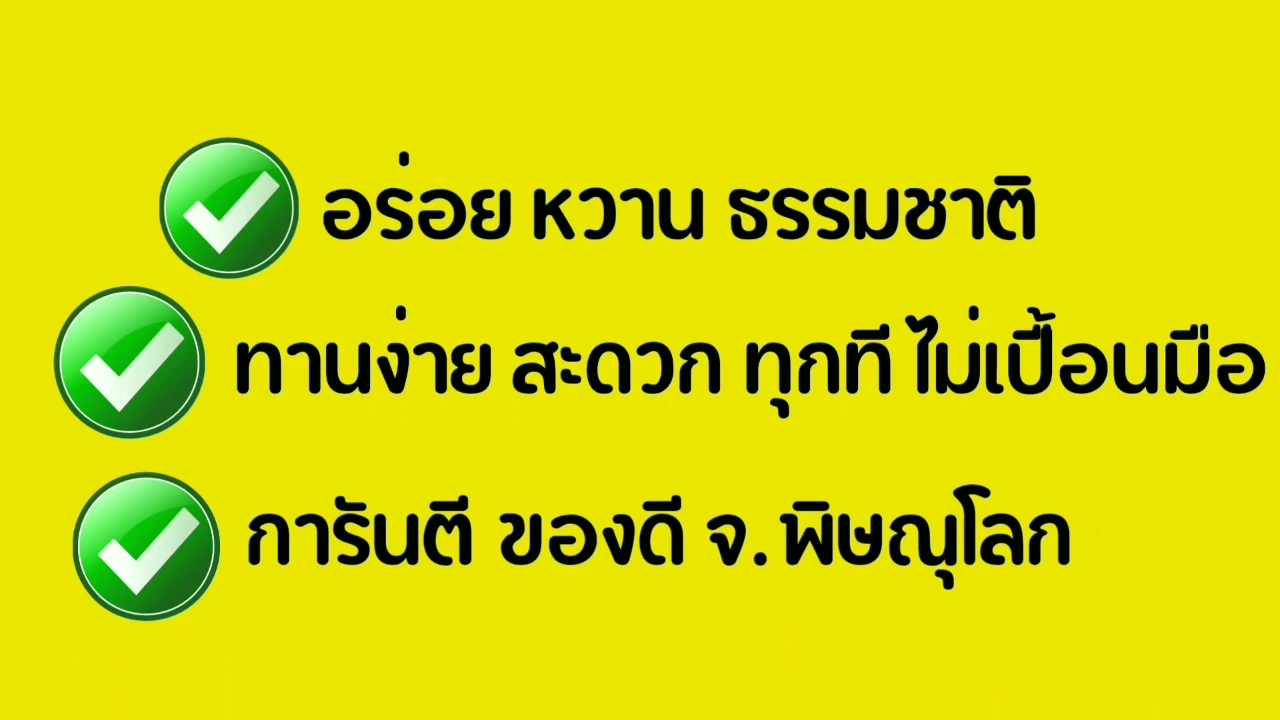 อร่อย หวาน ธรรมชาติ
ทานง่าย สะดวก ทุกที ไม่เปื้อนมือ
การันตี ของดี จ.พิษณุโลก